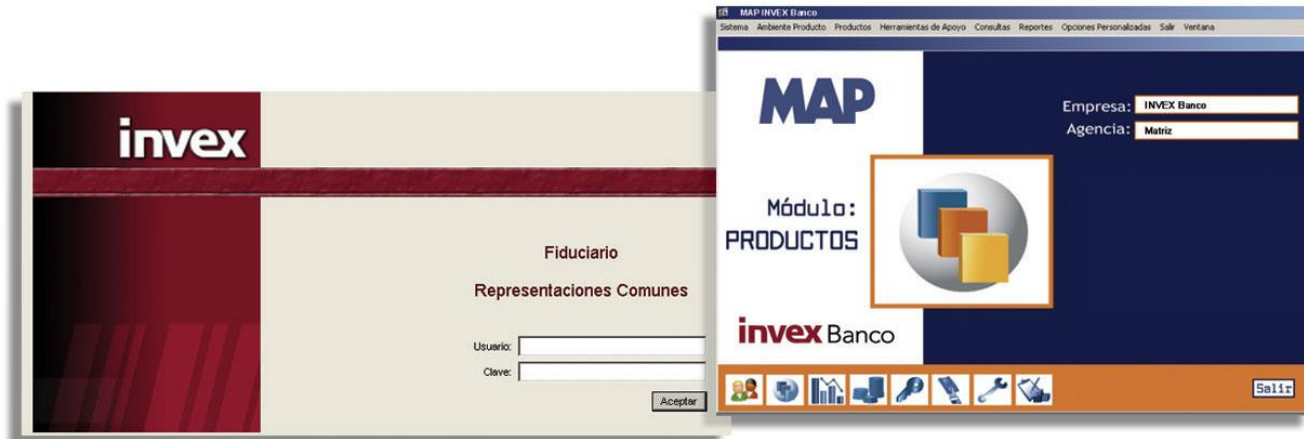 invex
Fiduciario
Representaciones Comunes
Usuario:
Clave:
Aceptar
MAP INVEX Banco
Sistema Ambiente Producto Productos Herramientas de Apoyo Consultas Reportes Opciones Personalizadas Salir Ventana
MAP
Empresa: INVEX Banco
Agencia: Matriz
Módulo:
PRODUCTOS
invex Banco
Salir